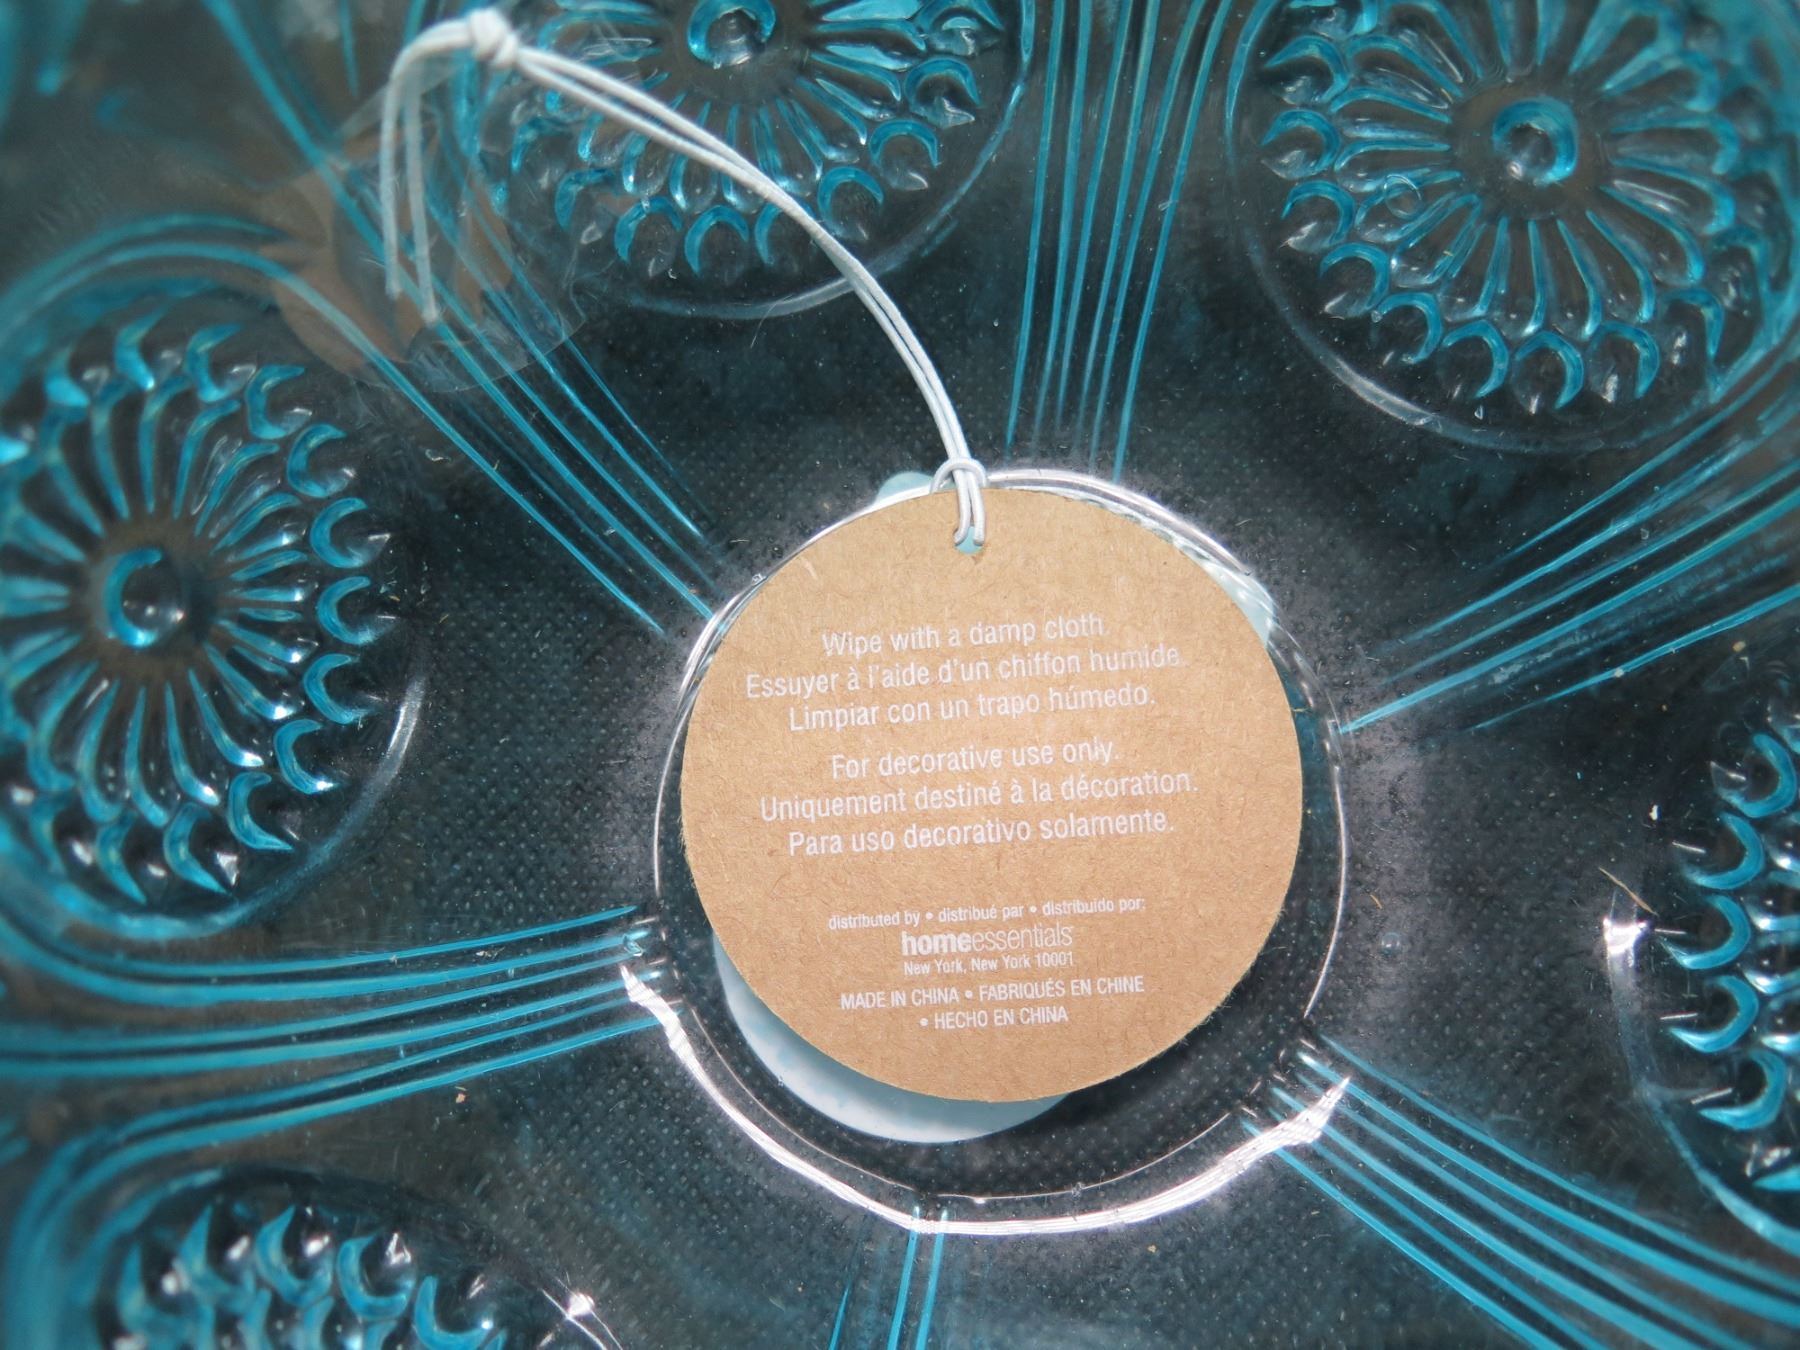 Wipe with a damp cloth.
Essuyer à l'aide d'un chiffon humide.
Limpiar con un trapo húmedo.
For decorative use only.
Uniquement destiné à la décoration.
Para uso decorativo solamente.
distributed by • distribué par • distribuido por:
homeessentials
New York, New York 10001
MADE IN CHINA • FABRIQUÉS EN CHINE
• HECHO EN CHINA